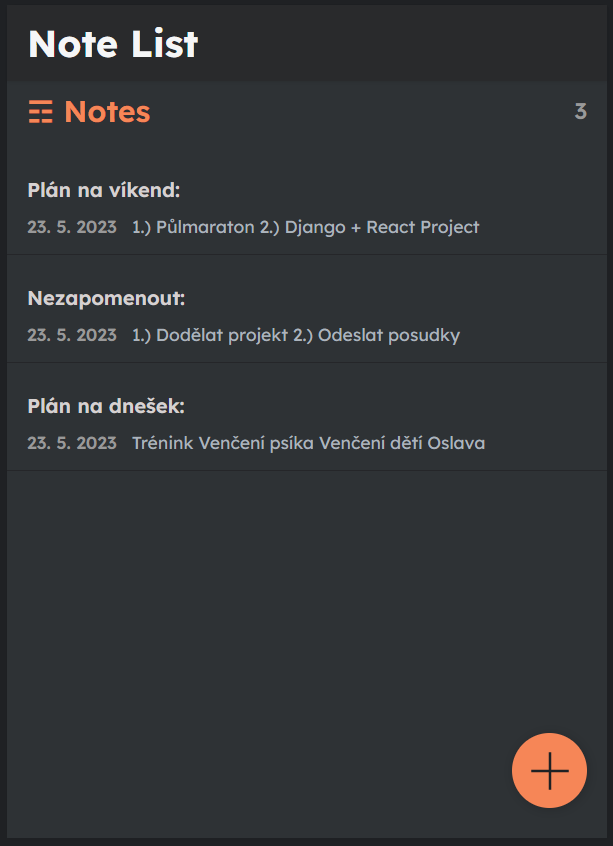 Note List
☶ Notes 3
Plán na víkend:
23. 5. 2023 1.) Půlmaraton 2.) Django + React Project
Nezapomenout:
23. 5. 2023 1.) Dodělat projekt 2.) Odeslat posudky
Plán na dnešek:
23. 5. 2023 Trénink Venčení psíka Venčení dětí Oslava